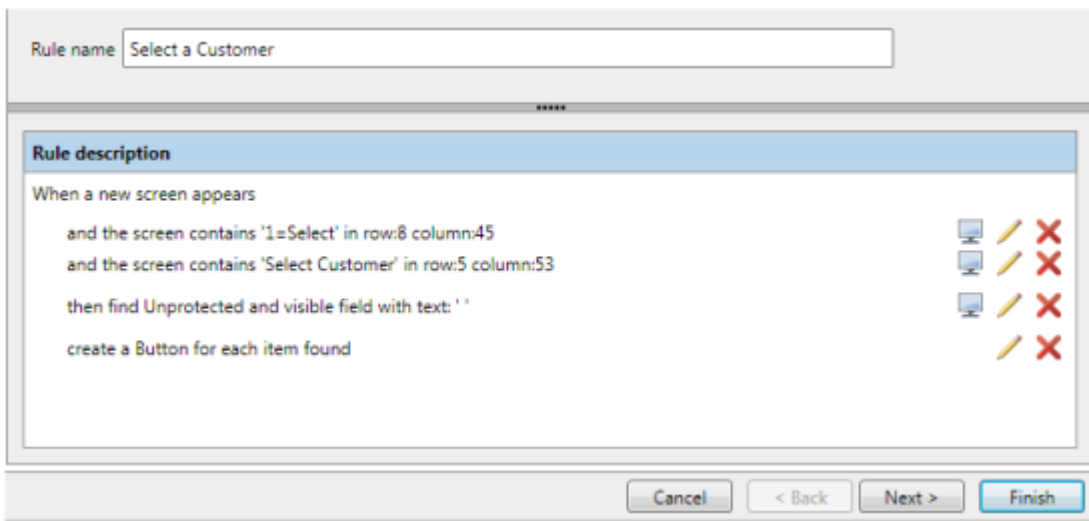 Rule name Select a Customer
Rule description
When a new screen appears
and the screen contains '1=Select' in row:8 column:45
and the screen contains 'Select Customer' in row:5 column:53
then find Unprotected and visible field with text: ' '
create a Button for each item found
Cancel < Back Next > Finish